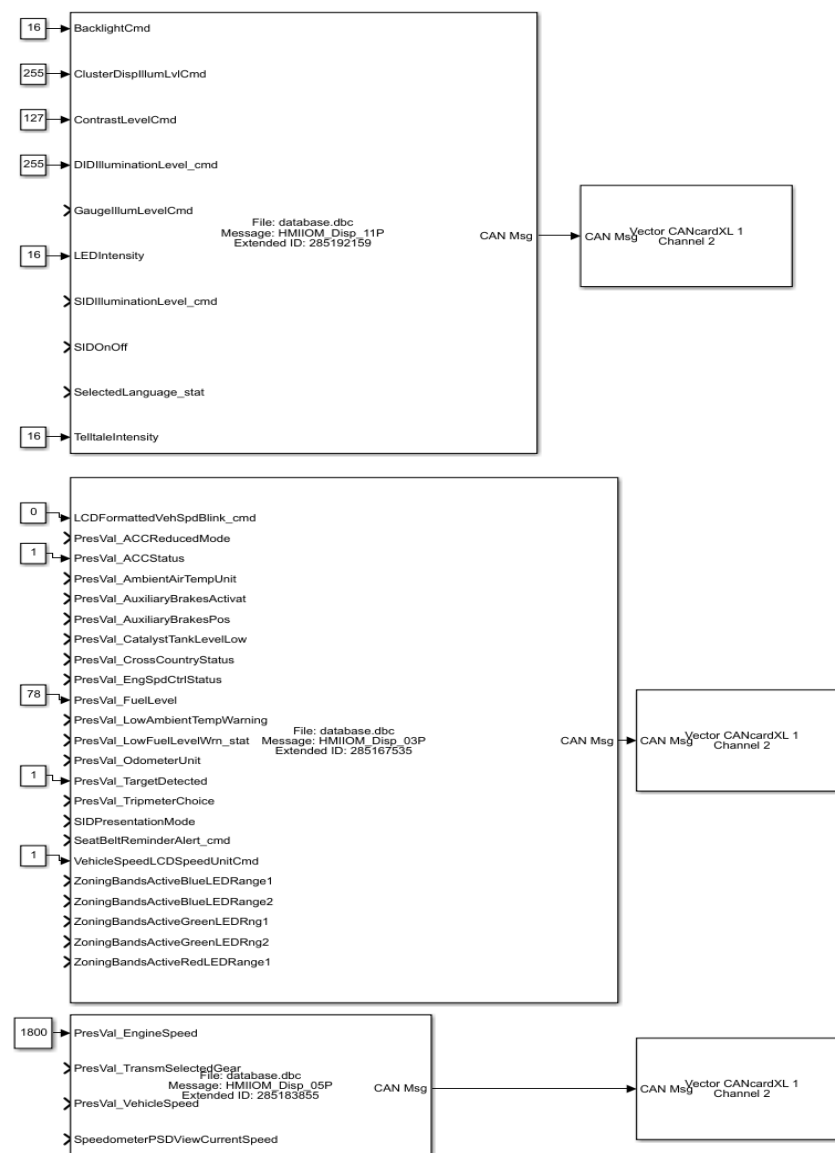 16
BacklightCmd
255
ClusterDispIllumLvlCmd
127
ContrastLevelCmd
255
DIDIlluminationLevel_cmd
GaugeIllumLevelCmd
File: database.dbc
Message: HMIIOM_Disp_11P
Extended ID: 285192159
CAN Msg
CAN Msg
Vector CANcardXL 1
Channel 2
16
LEDIntensity
SIDIlluminationLevel_cmd
SIDOnOff
SelectedLanguage_stat
16
TelltaleIntensity
0
LCDFormattedVehSpdBlink_cmd
PresVal_ACCReducedMode
1
PresVal_ACCStatus
PresVal_AmbientAirTempUnit
PresVal_AuxiliaryBrakesActivat
PresVal_AuxiliaryBrakesPos
PresVal_CatalystTankLevelLow
PresVal_CrossCountryStatus
PresVal_EngSpdCtrlStatus
78
PresVal_FuelLevel
PresVal_LowAmbientTempWarning
PresVal_LowFuelLevelWrn_stat
File: database.dbc
Message: HMIIOM_Disp_03P
Extended ID: 285167535
CAN Msg
CAN Msg
Vector CANcardXL 1
Channel 2
PresVal_OdometerUnit
1
PresVal_TargetDetected
PresVal_TripmeterChoice
SIDPresentationMode
SeatBeltReminderAlert_cmd
1
VehicleSpeedLCDSpeedUnitCmd
ZoningBandsActiveBlueLEDRange1
ZoningBandsActiveBlueLEDRange2
ZoningBandsActiveGreenLEDRng1
ZoningBandsActiveGreenLEDRng2
ZoningBandsActiveRedLEDRange1
1800
PresVal_EngineSpeed
PresVal_TransmSelectedGear
File: database.dbc
Message: HMIIOM_Disp_05P
Extended ID: 285183855
CAN Msg
CAN Msg
Vector CANcardXL 1
Channel 2
PresVal_VehicleSpeed
SpeedometerPSDViewCurrentSpeed